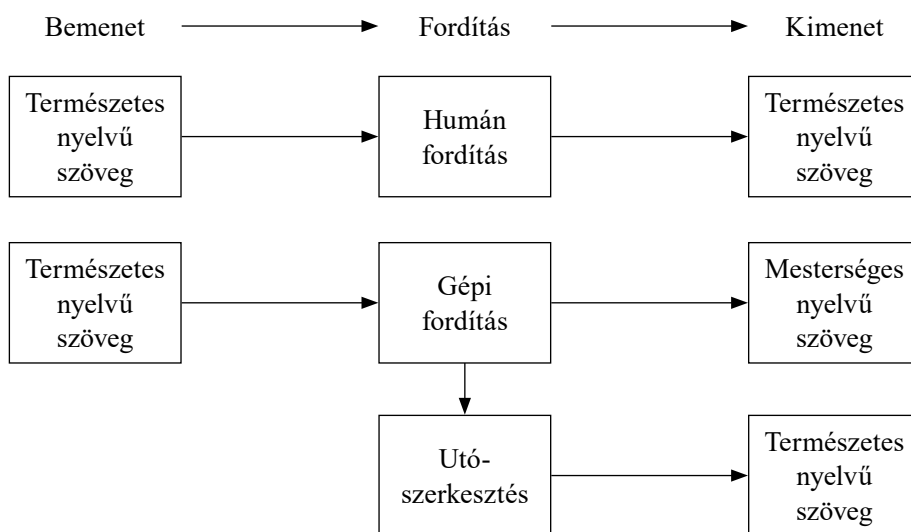 Bemenet
Fordítás
Kimenet
Természetes
nyelvű
szöveg
Humán
fordítás
Természetes
nyelvű
szöveg
Természetes
nyelvű
szöveg
Gépi
fordítás
Mesterséges
nyelvű
szöveg
Utó-
szerkesztés
Természetes
nyelvű
szöveg